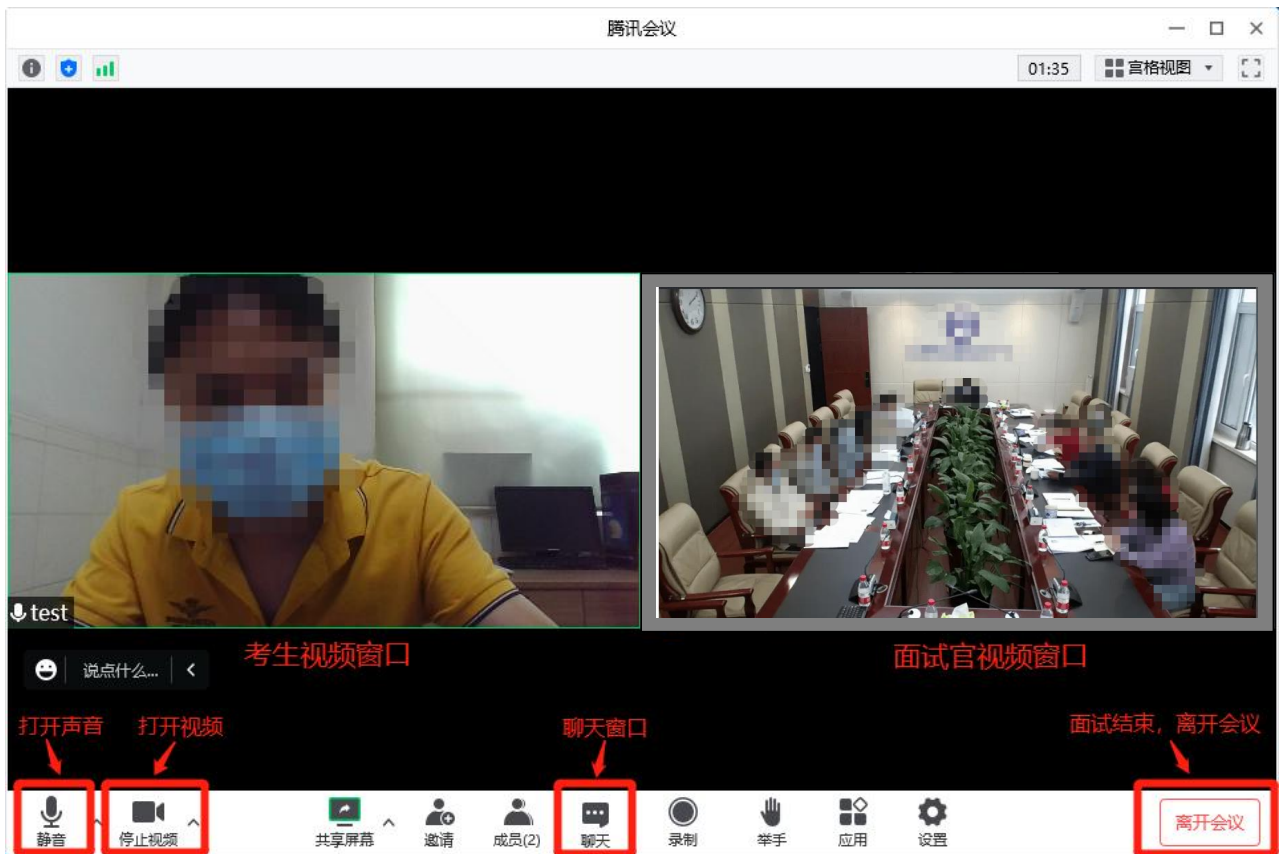 腾讯会议
01:35
宫格视图
test
考生视频窗口
面试官视频窗口
说点什么...
打开声音
打开视频
聊天窗口
面试结束，离开会议
静音
停止视频
共享屏幕
邀请
成员(2)
聊天
录制
举手
应用
设置
离开会议